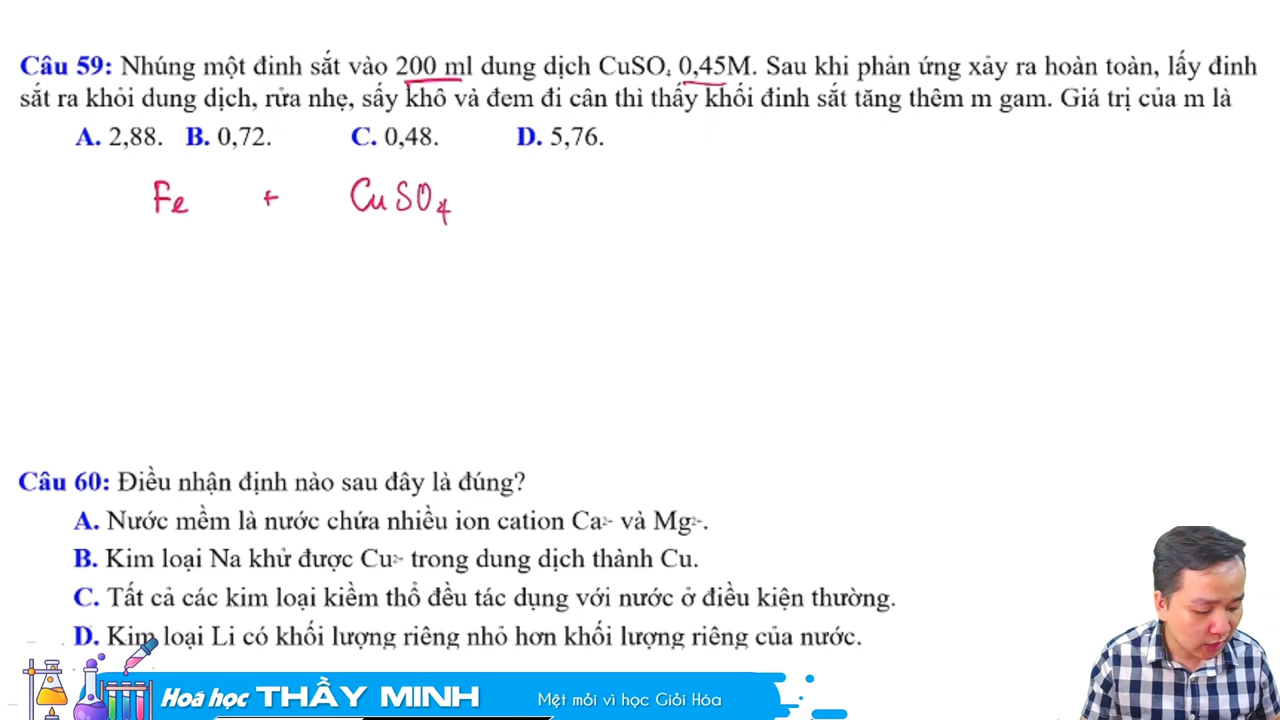 Câu 59: Nhúng một đinh sắt vào 200 ml dung dịch CuSO₄ 0,45M. Sau khi phản ứng xảy ra hoàn toàn, lấy đinh
sắt ra khỏi dung dịch, rửa nhẹ, sấy khô và đem đi cân thì thấy khối đinh sắt tăng thêm m gam. Giá trị của m là
A. 2,88. B. 0,72. C. 0,48. D. 5,76.
Fe + CuSO₄
Câu 60: Điều nhận định nào sau đây là đúng?
A. Nước mềm là nước chứa nhiều ion cation Ca²⁺ và Mg²⁺.
B. Kim loại Na khử được Cu²⁺ trong dung dịch thành Cu.
C. Tất cả các kim loại kiềm thổ đều tác dụng với nước ở điều kiện thường.
D. Kim loại Li có khối lượng riêng nhỏ hơn khối lượng riêng của nước.
Hoá học THẦY MINH Mệt mỏi vì học Giỏi Hóa